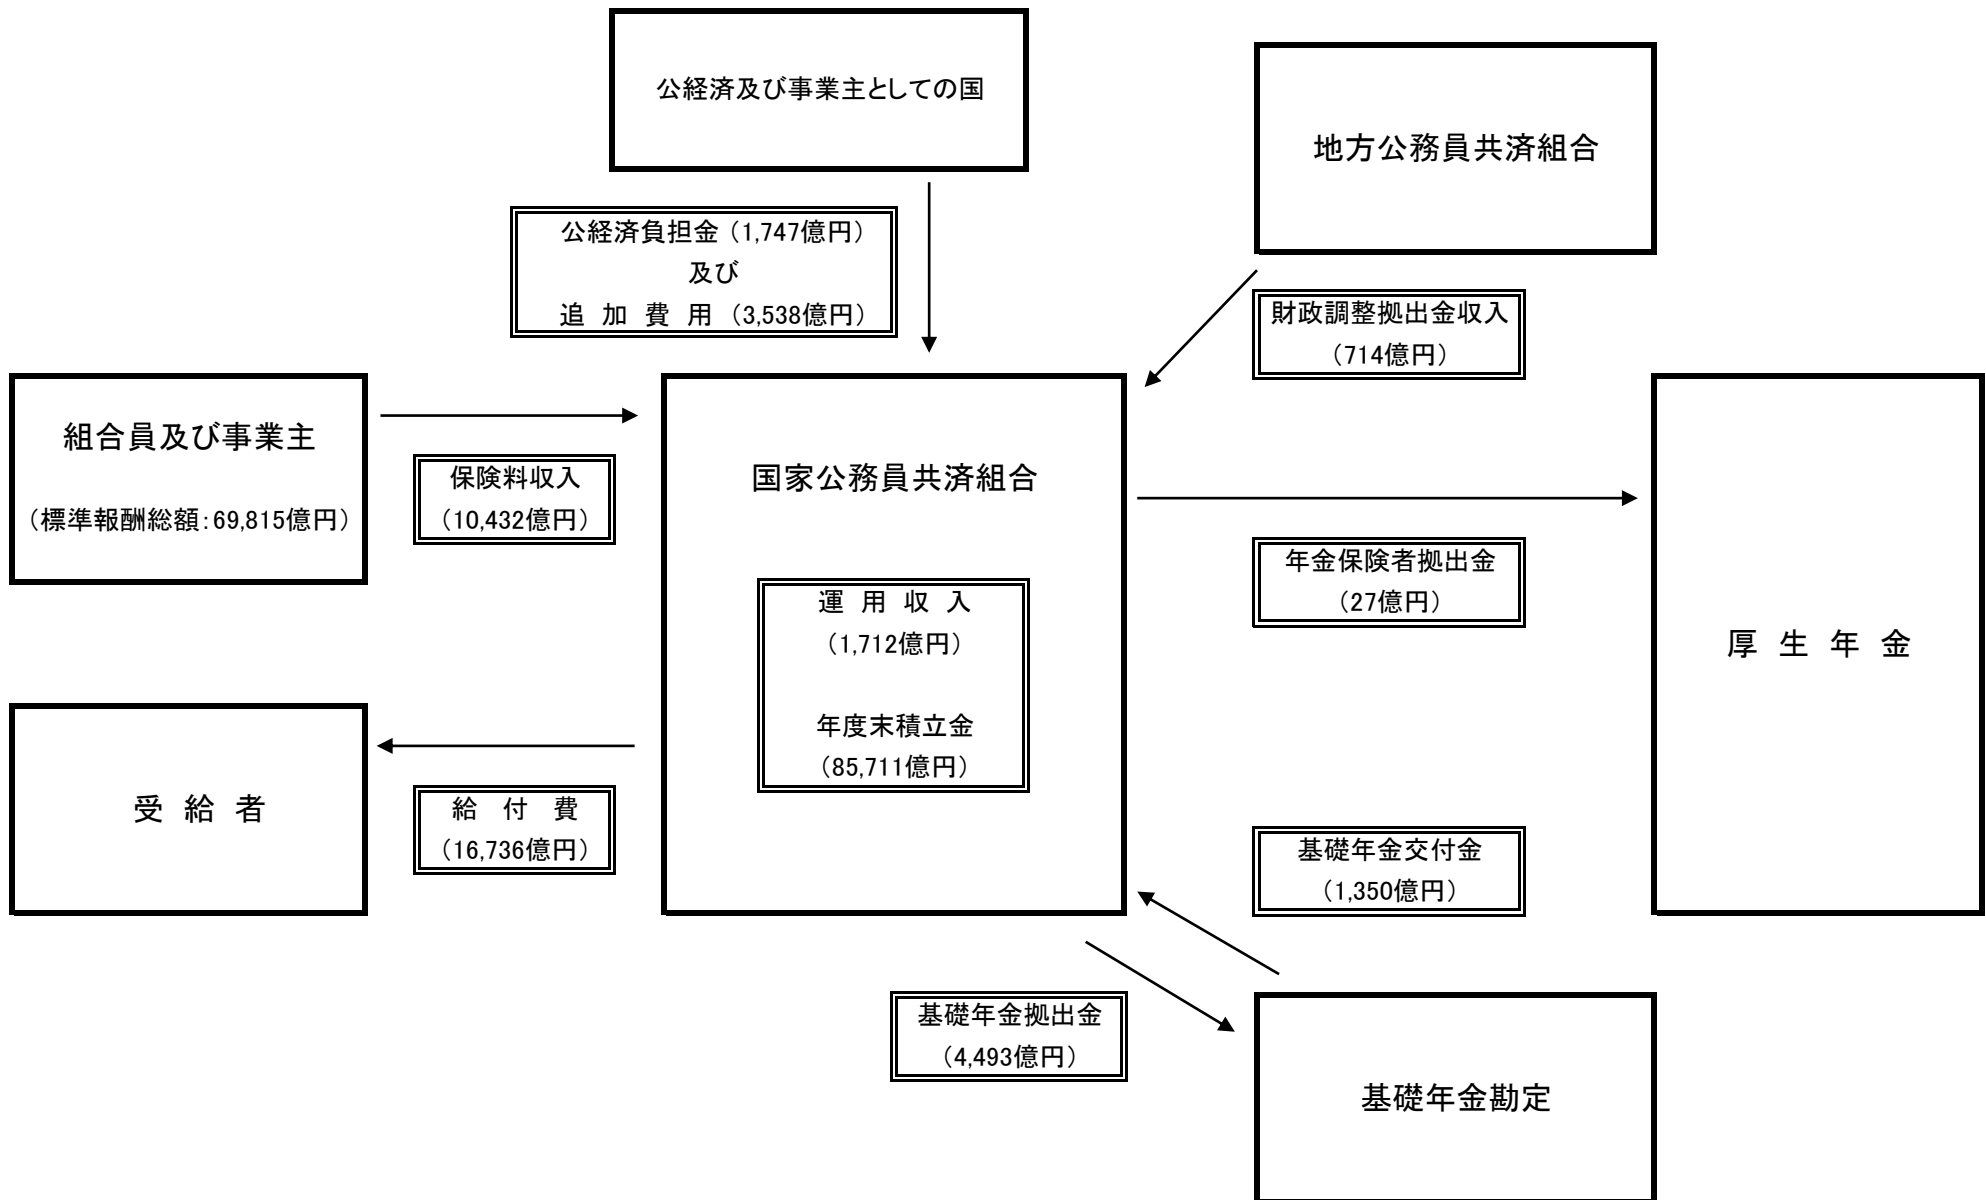 公経済及び事業主としての国
地方公務員共済組合
公経済負担金（1,747億円）
及び
追 加 費 用（3,538億円）
財政調整拠出金収入
（714億円）
組合員及び事業主
（標準報酬総額：69,815億円）
保険料収入
（10,432億円）
国家公務員共済組合
運 用 収 入
（1,712億円）
年度末積立金
（85,711億円）
年金保険者拠出金
（27億円）
厚 生 年 金
受 給 者
給 付 費
（16,736億円）
基礎年金交付金
（1,350億円）
基礎年金拠出金
（4,493億円）
基礎年金勘定